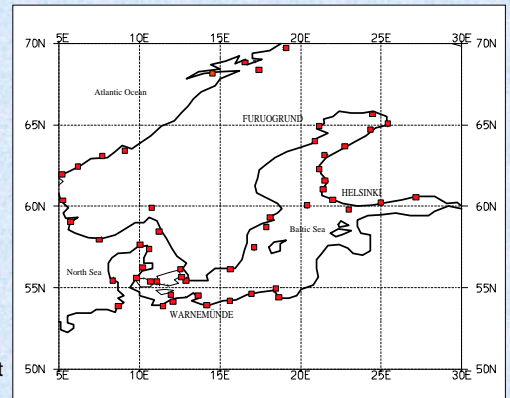 5E 10E 15E 20E 25E 30E
70N 70N
Atlantic Ocean
FURUOGRUND
65N 65N
HELSINKI
60N 60N
Baltic Sea
North Sea
55N 55N
WARNEMÜNDE
t
50N 50N
5E 10E 15E 20E 25E 30E